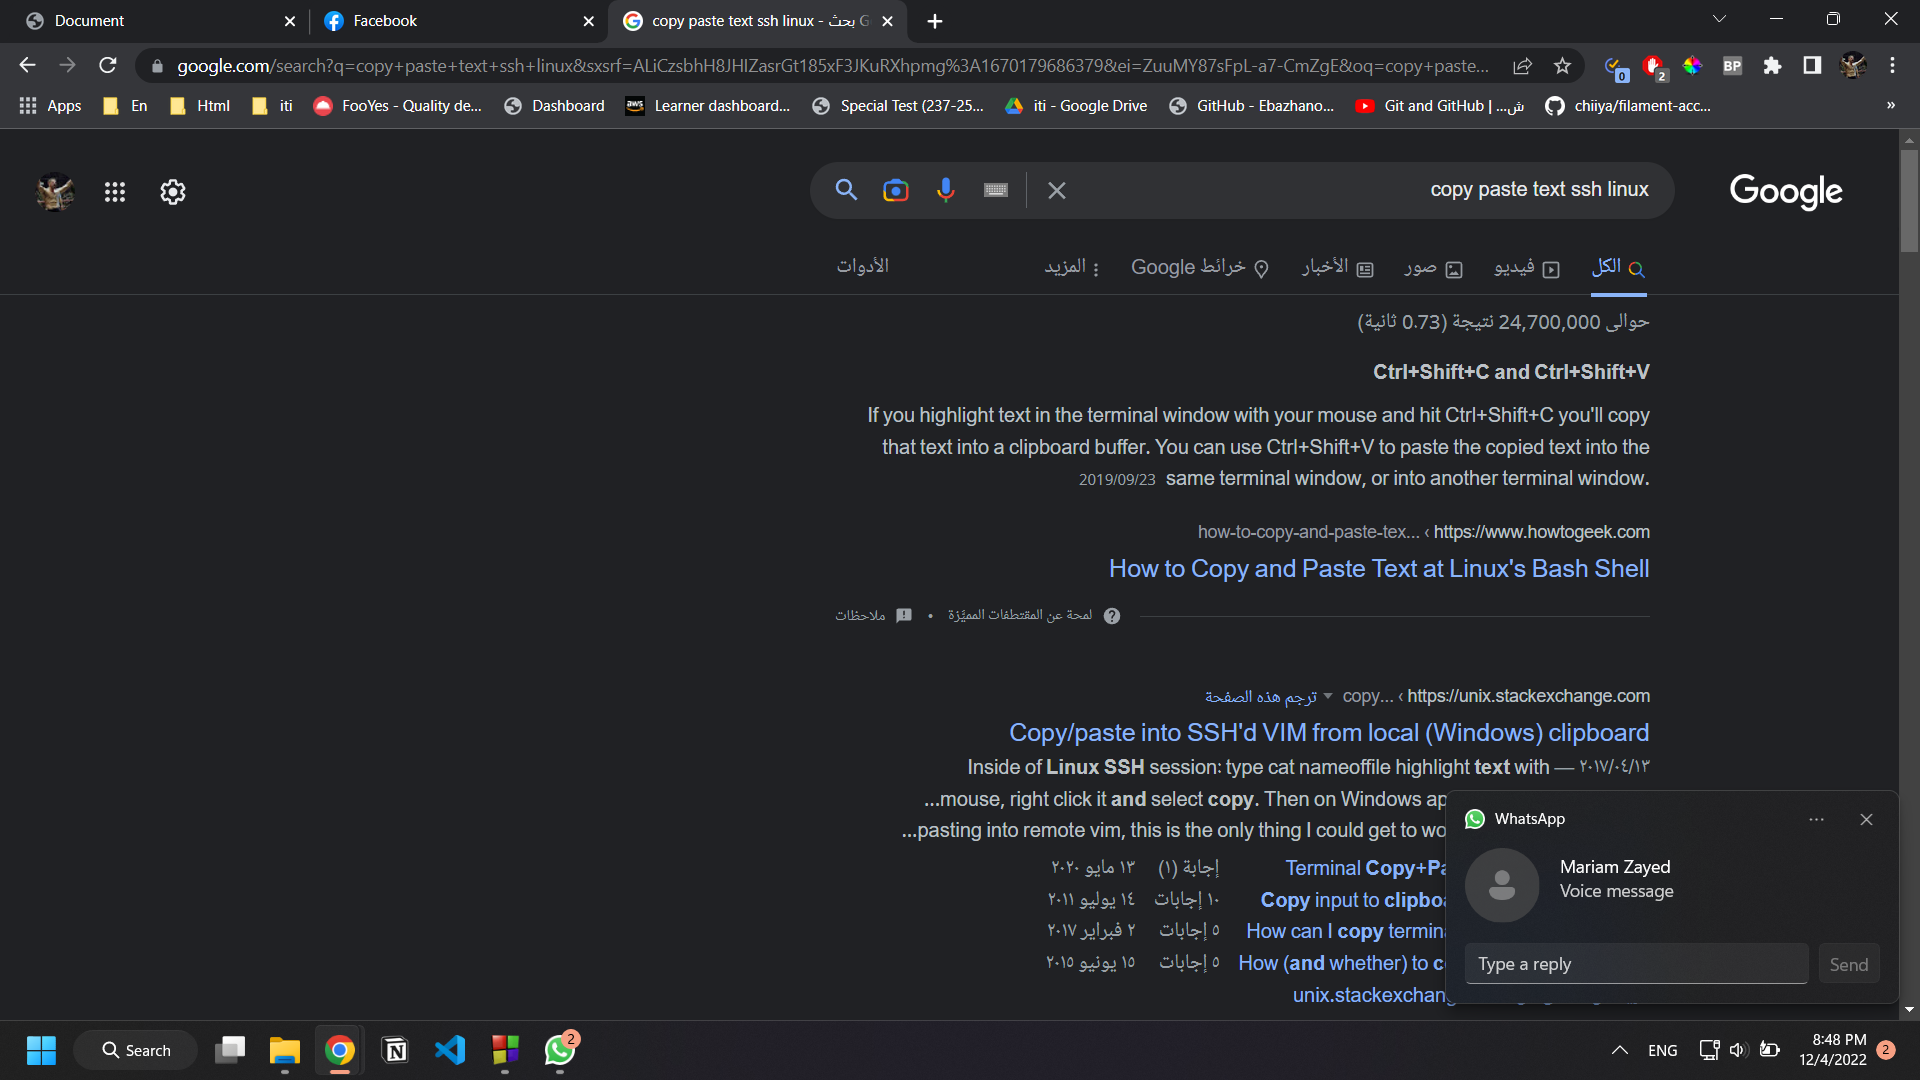 Document
Facebook
copy paste text ssh linux - بحث G
google.com/search?q=copy+paste+text+ssh+linux&sxsrf=ALiCzsbhH8JHIZasrGt185xF3JKuRXhpmg%3A1670179686379&ei=ZuuMY87sFpL-a7-CmZgE&oq=copy+paste...
0
2
BP
Apps
En
Html
iti
FooYes - Quality de...
Dashboard
aws
Learner dashboard...
Special Test (237-25...
iti - Google Drive
GitHub - Ebazhano...
Git and GitHub | ...ش
chiiya/filament-acc...
»
copy paste text ssh linux
Google
الكل
فيديو
صور
الأخبار
خرائط Google
المزيد
الأدوات
حوالى 24,700,000 نتيجة (0.73 ثانية)
Ctrl+Shift+C and Ctrl+Shift+V
If you highlight text in the terminal window with your mouse and hit Ctrl+Shift+C you'll copy
that text into a clipboard buffer. You can use Ctrl+Shift+V to paste the copied text into the
same terminal window, or into another terminal window. 2019/09/23
https://www.howtogeek.com › how-to-copy-and-paste-tex...
How to Copy and Paste Text at Linux's Bash Shell
لمحة عن المقتطفات المميَّزة • ملاحظات
https://unix.stackexchange.com › copy... ترجم هذه الصفحة
Copy/paste into SSH'd VIM from local (Windows) clipboard
٢٠١٧/٠٤/١٣ — Inside of Linux SSH session: type cat nameoffile highlight text with
...mouse, right click it and select copy. Then on Windows ap
...pasting into remote vim, this is the only thing I could get to wo
Terminal Copy+Pa إجابة (١) ١٣ مايو ٢٠٢٠
Copy input to clipboa ١٠ إجابات ١٤ يوليو ٢٠١١
How can I copy termina ٥ إجابات ٢ فبراير ٢٠١٧
How (and whether) to c ٥ إجابات ١٥ يونيو ٢٠١٥
unix.stackexchang
WhatsApp
Mariam Zayed
Voice message
Type a reply
Send
Search
2
ENG
8:48 PM
12/4/2022
2